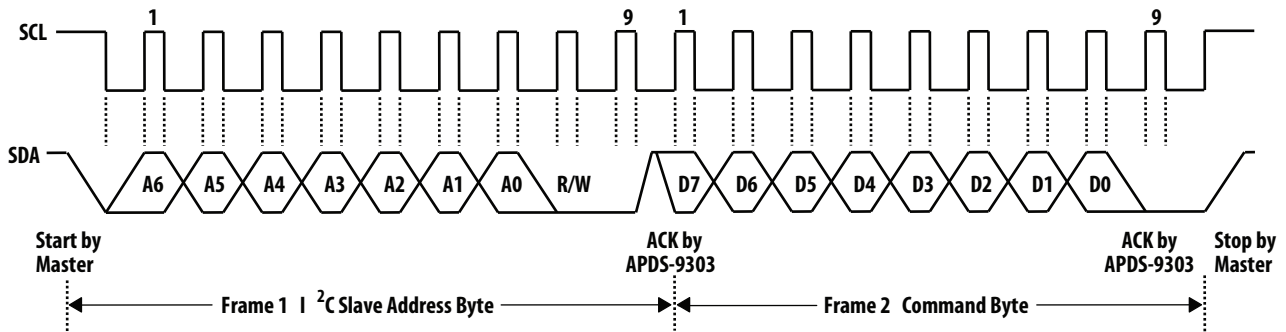 1 9 1 9
SCL
SDA A6 A5 A4 A3 A2 A1 A0 R/W D7 D6 D5 D4 D3 D2 D1 D0
Start by Master
ACK by APDS-9303
ACK by APDS-9303
Stop by Master
Frame 1 I 2C Slave Address Byte
Frame 2 Command Byte